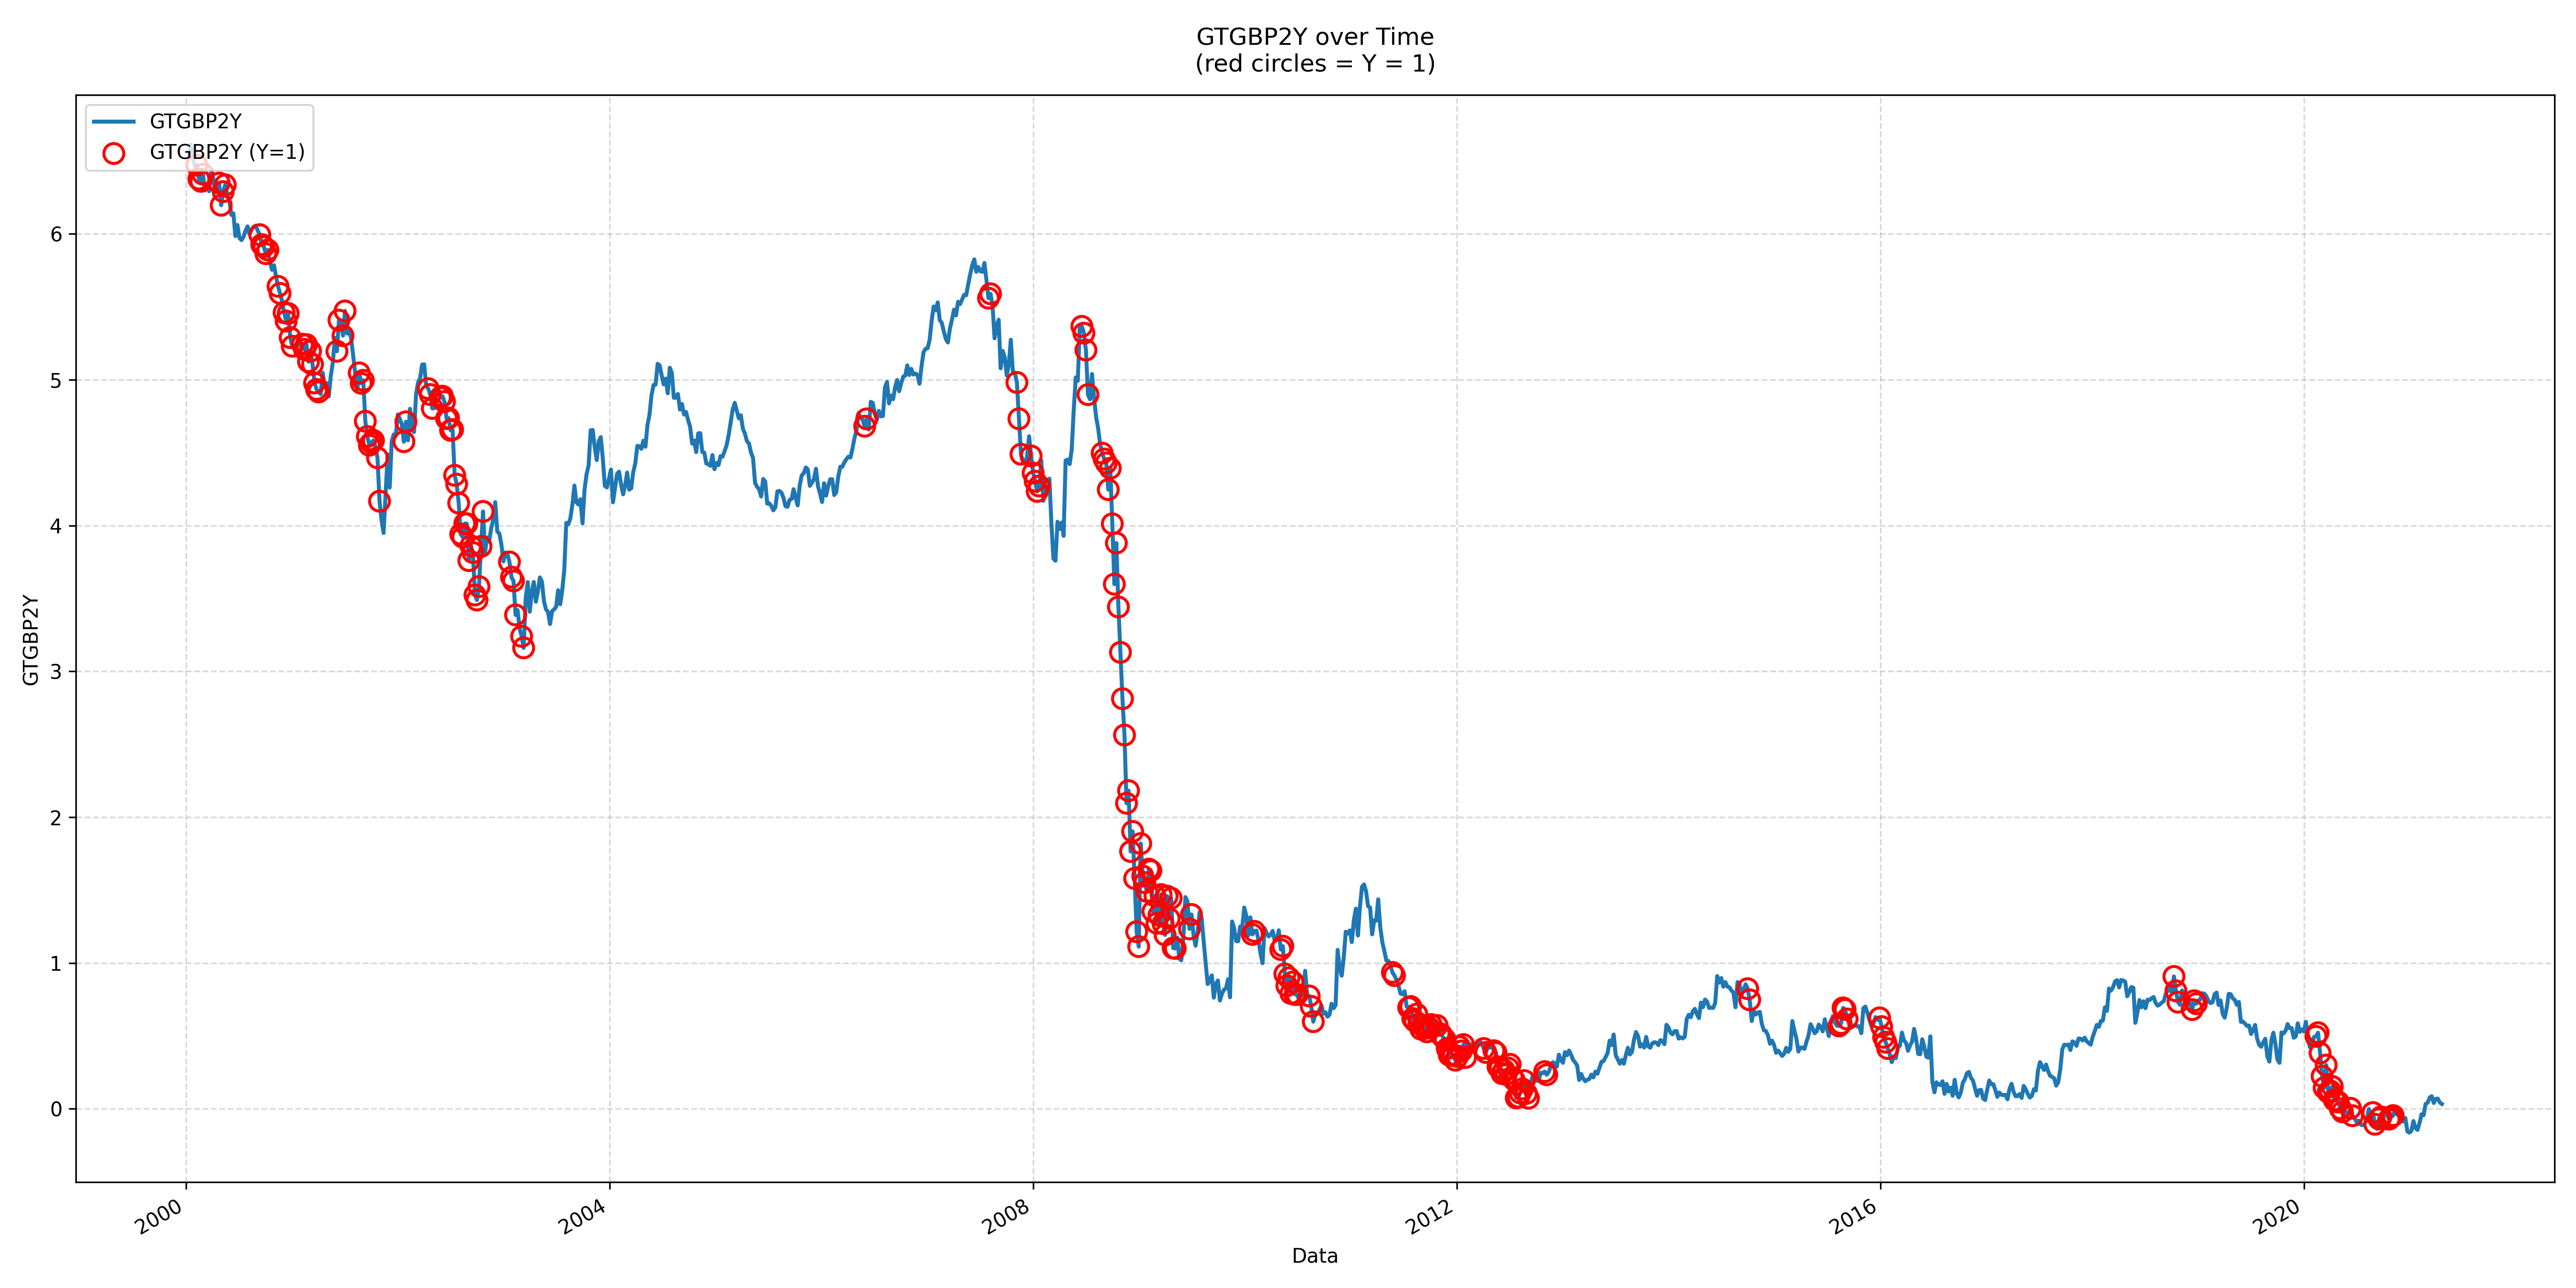 GTGBP2Y over Time
(red circles = Y = 1)
GTGBP2Y
GTGBP2Y (Y=1)
GTGBP2Y
6
5
4
3
2
1
0
2000
2004
2008
2012
2016
2020
Data